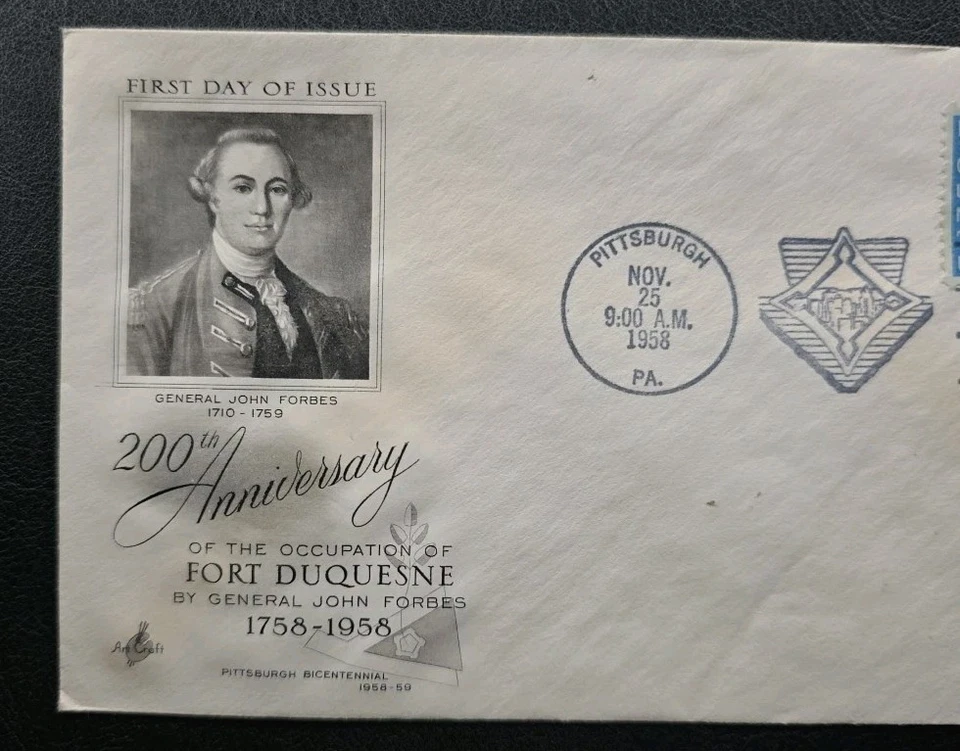 FIRST DAY OF ISSUE
GENERAL JOHN FORBES
1710 - 1759
200th
Anniversary
OF THE OCCUPATION OF
FORT DUQUESNE
BY GENERAL JOHN FORBES
1758-1958
Art Craft
PITTSBURGH BICENTENNIAL
1958-59
PITTSBURGH
NOV.
25
9:00 A.M.
1958
PA.